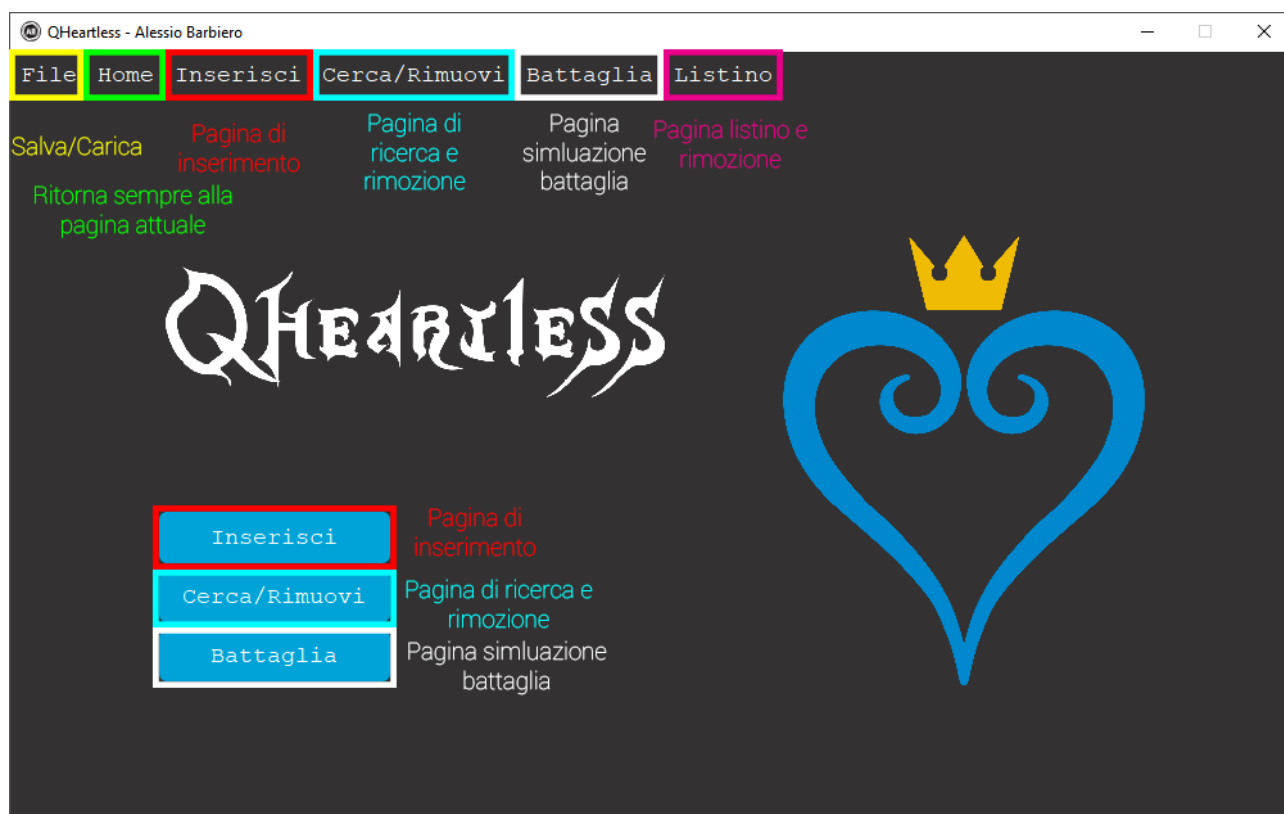 QHeartless - Alessio Barbiero
File Home Inserisci Cerca/Rimuovi Battaglia Listino
Salva/Carica
Pagina di
inserimento
Pagina di
ricerca e
rimozione
Pagina
simluazione
battaglia
Pagina listino e
rimozione
Ritorna sempre alla
pagina attuale
QHeartless
Inserisci
Pagina di
inserimento
Cerca/Rimuovi
Pagina di ricerca e
rimozione
Battaglia
Pagina simluazione
battaglia